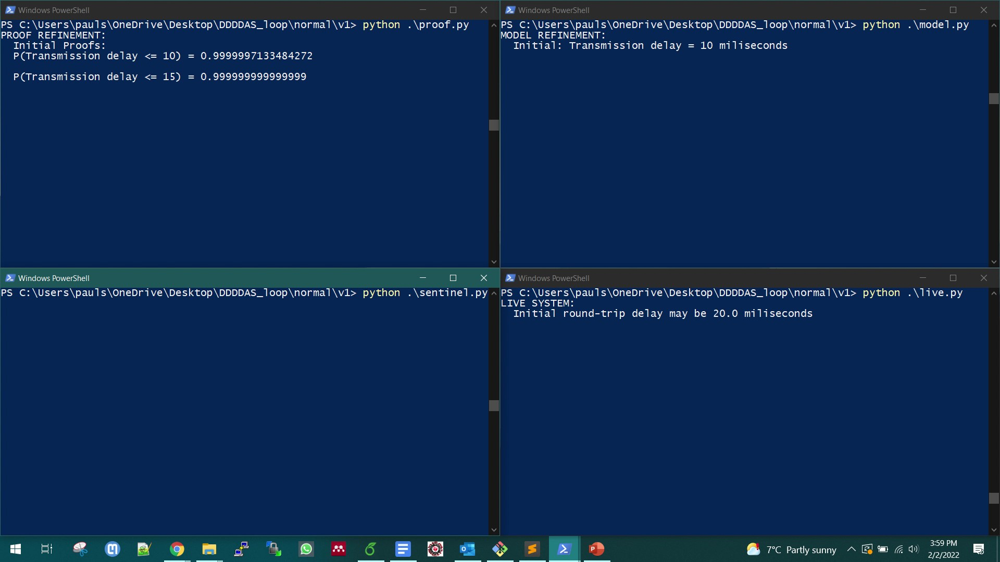 Windows PowerShell
PS C:\Users\pauls\OneDrive\Desktop\DDDDAS_loop\normal\v1> python .\proof.py
PROOF REFINEMENT:
Initial Proofs:
P(Transmission delay <= 10) = 0.9999997133484272
P(Transmission delay <= 15) = 0.999999999999999
Windows PowerShell
PS C:\Users\pauls\OneDrive\Desktop\DDDDAS_loop\normal\v1> python .\model.py
MODEL REFINEMENT:
Initial: Transmission delay = 10 miliseconds
Windows PowerShell
PS C:\Users\pauls\OneDrive\Desktop\DDDDAS_loop\normal\v1> python .\sentinel.py
Windows PowerShell
PS C:\Users\pauls\OneDrive\Desktop\DDDDAS_loop\normal\v1> python .\live.py
LIVE SYSTEM:
Initial round-trip delay may be 20.0 miliseconds
7°C Partly sunny
3:59 PM
2/2/2022